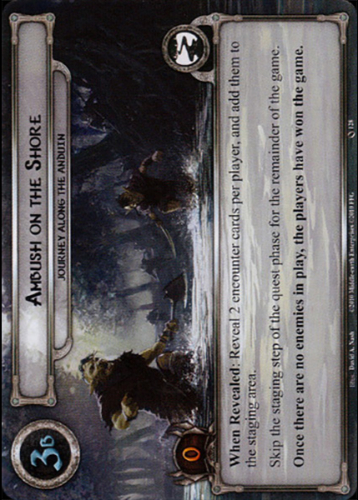 3B
AMBUSH ON THE SHORE
JOURNEY ALONG THE ANDUIN
0
When Revealed: Reveal 2 encounter cards per player, and add them to
the staging area.
Skip the staging step of the quest phase for the remainder of the game.
Once there are no enemies in play, the players have won the game.
Illus. David A. Nash
Middle-earth Enterprises
FFG
128